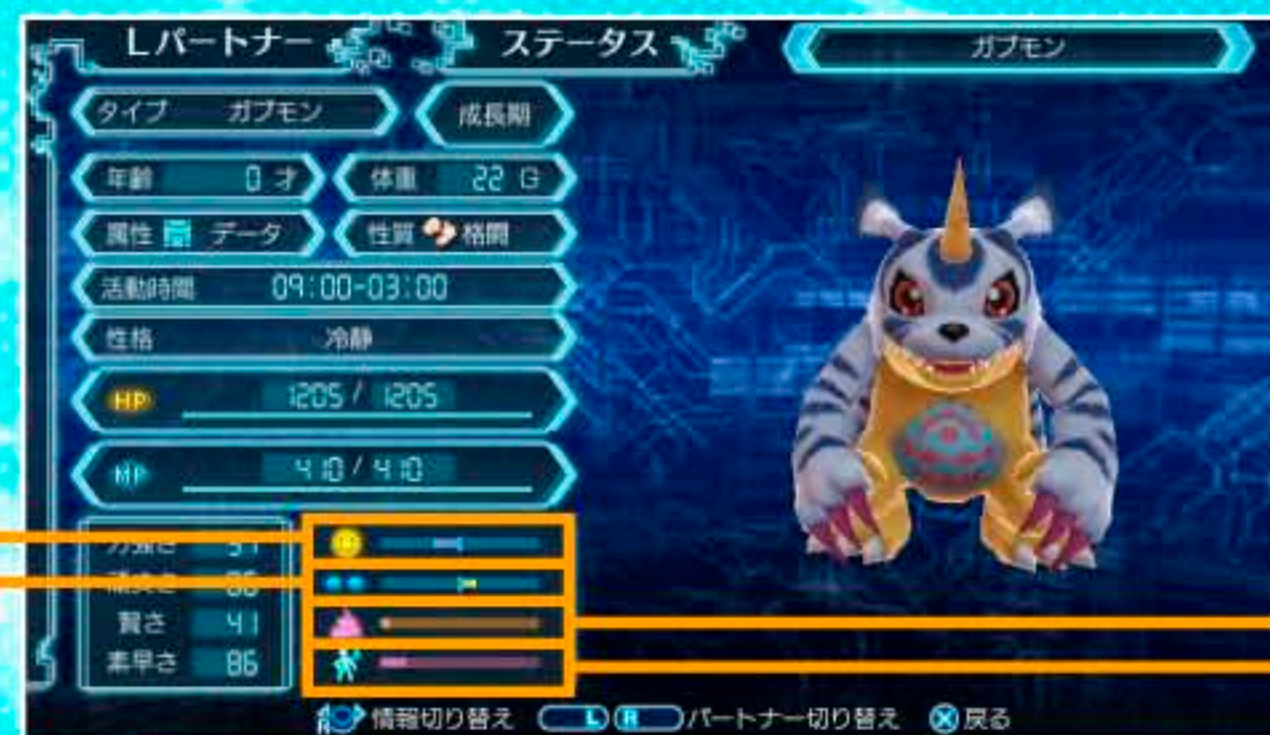 Lパートナー ステータス ガブモン
タイプ ガブモン 成長期
年齢 0 才 体重 22 G
属性 データ 性質 格闘
活動時間 09:00-03:00
性格 冷静
HP 1205 / 1205
MP 410 / 410
賢さ 41
素早さ 86
R 情報切り替え L R パートナー切り替え 戻る